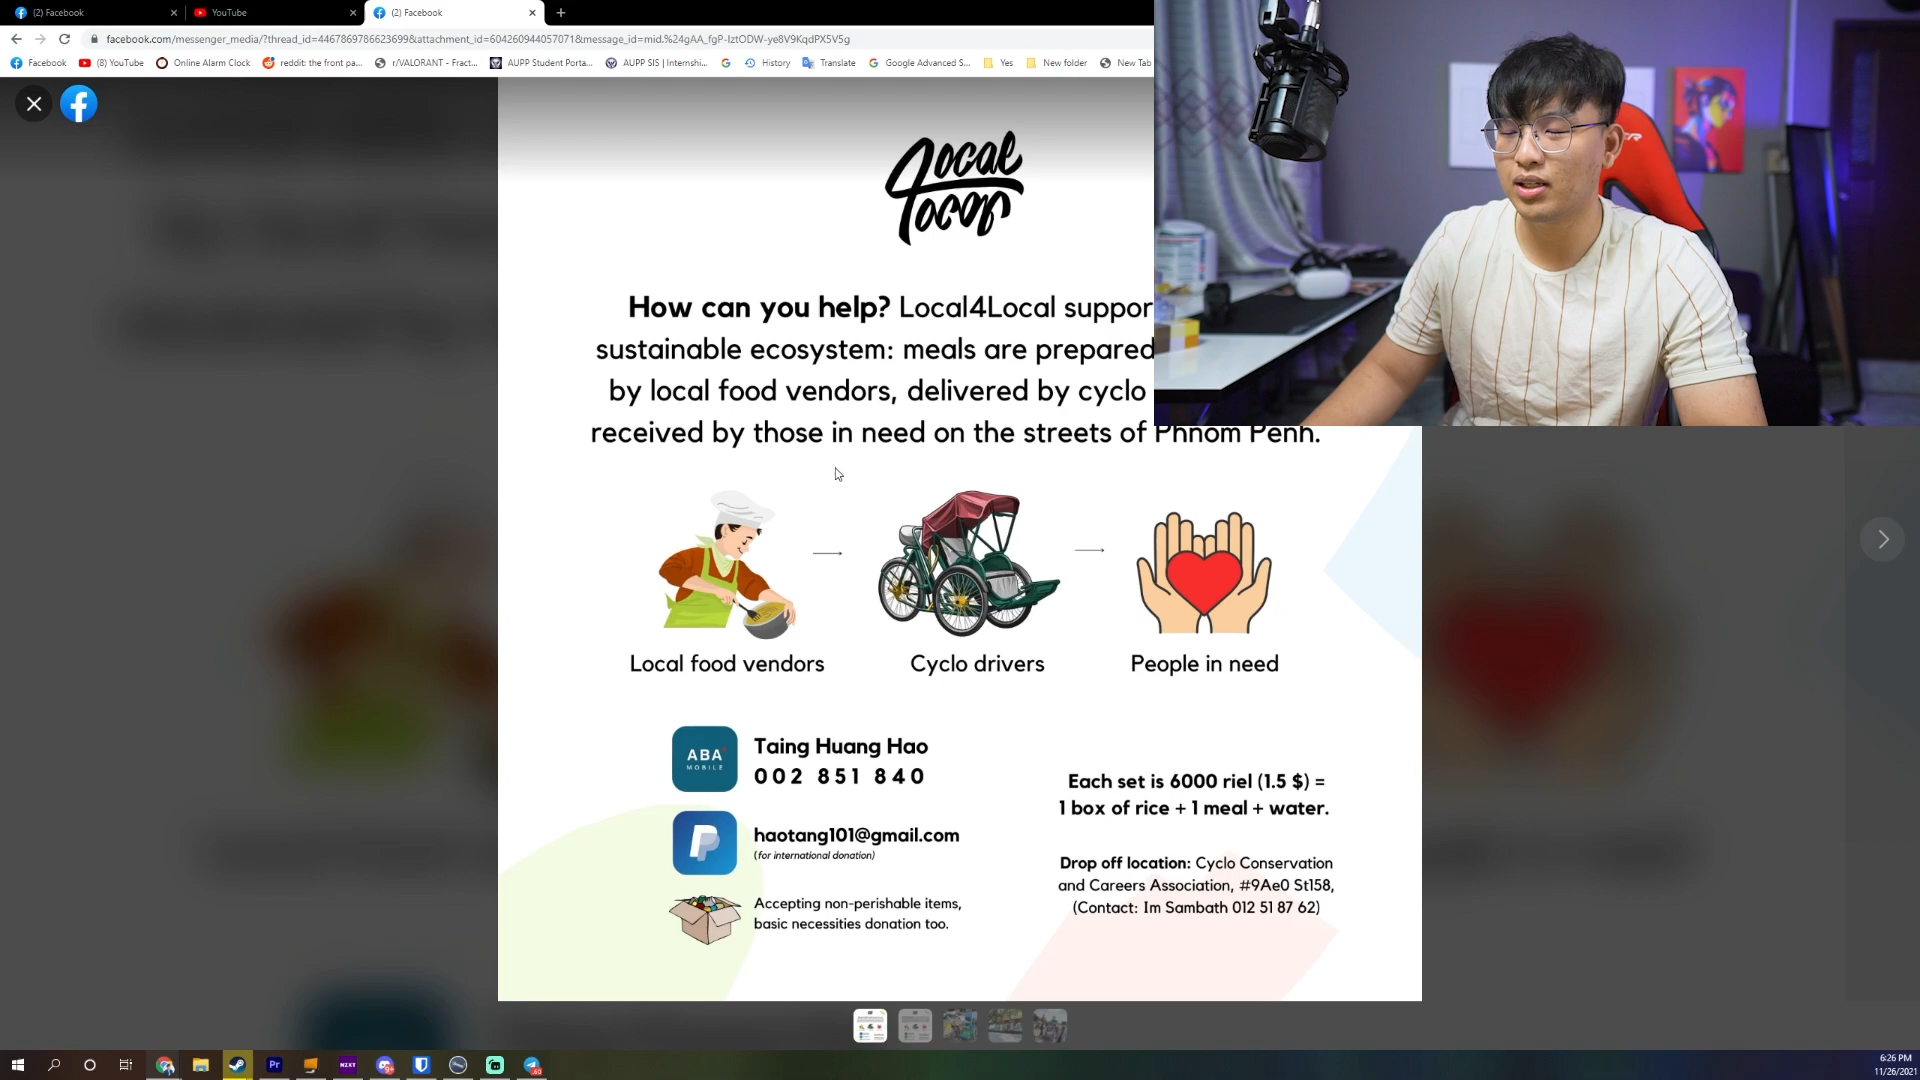 (2) Facebook
YouTube
(2) Facebook
facebook.com/messenger_media/?thread_id=4467869786623699&attachment_id=604260944057071&message_id=mid.%24gAA_fgP-IztODW-ye8V9KqdPX5V5g
Facebook
(8) YouTube
Online Alarm Clock
reddit: the front pa...
r/VALORANT - Fract...
AUPP Student Porta...
AUPP SIS | Internshi...
History
Translate
Google Advanced S...
Yes
New folder
New Tab
Local
4
Local
How can you help? Local4Local suppor
sustainable ecosystem: meals are prepared
by local food vendors, delivered by cyclo
received by those in need on the streets of Phnom Penh.
Local food vendors
Cyclo drivers
People in need
ABA'
MOBILE
Taing Huang Hao
002 851 840
haotang101@gmail.com
(for international donation)
Accepting non-perishable items,
basic necessities donation too.
Each set is 6000 riel (1.5 $) =
1 box of rice + 1 meal + water.
Drop off location: Cyclo Conservation
and Careers Association, #9Ae0 St158,
(Contact: Im Sambath 012 51 87 62)
Pr
NZXT
6:26 PM
11/26/2021